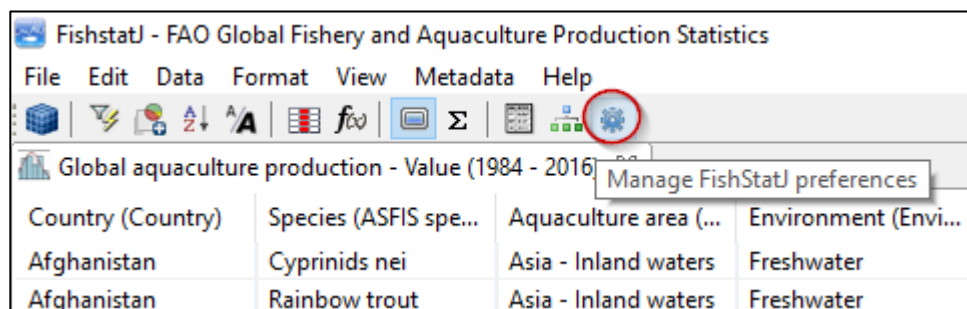 FishstatJ - FAO Global Fishery and Aquaculture Production Statistics
File Edit Data Format View Metadata Help
f(x) Σ
Global aquaculture production - Value (1984 - 2016)
Manage FishStatJ preferences
Country (Country) Species (ASFIS spe... Aquaculture area (... Environment (Envi...
Afghanistan Cyprinids nei Asia - Inland waters Freshwater
Afghanistan Rainbow trout Asia - Inland waters Freshwater